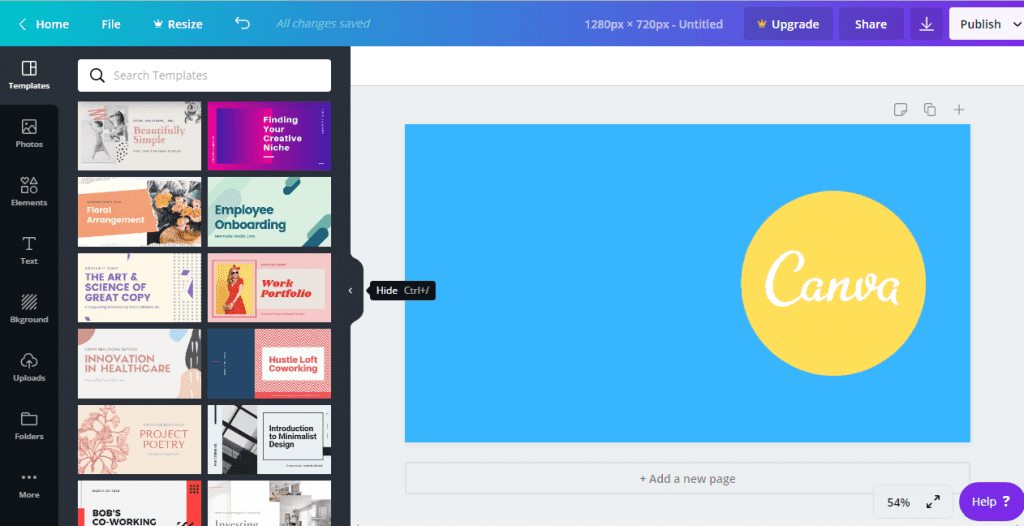 Home File Resize All changes saved 1280px × 720px - Untitled Upgrade Share Publish
Templates
Photos
Elements
Text
Bkground
Uploads
Folders
More
Search Templates
Beautifully
Simple
Finding
Your
Creative
Niche
Floral
Arrangement
Employee
Onboarding
THE ART &
SCIENCE OF
GREAT COPY
Work
Portfolio
INNOVATION
IN HEALTHCARE
Hustle Loft
Coworking
PROJECT
POETRY
Introduction
to Minimalist
Design
BOB'S
CO-WORKING
Investing
Hide Ctrl+/
Canva
+ Add a new page
54%
Help ?